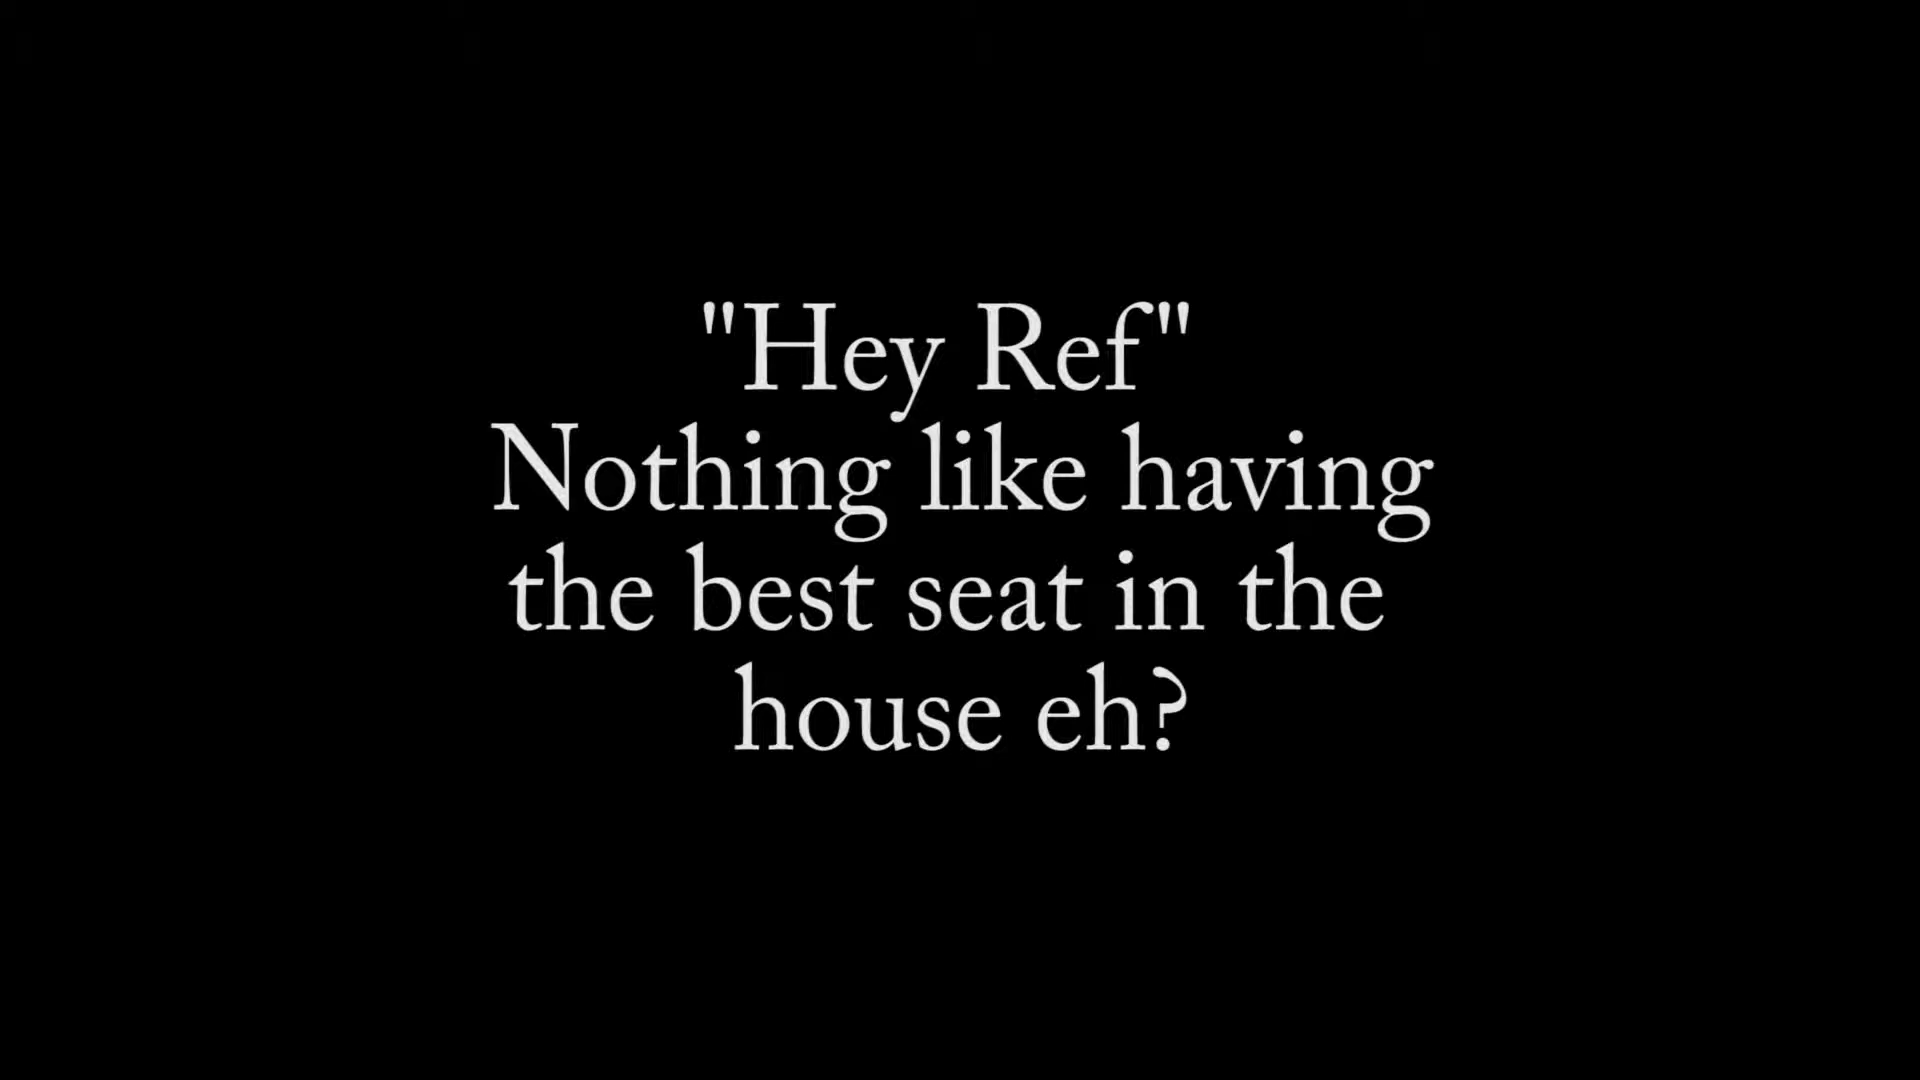 "Hey Ref"
Nothing like having
the best seat in the
house eh?